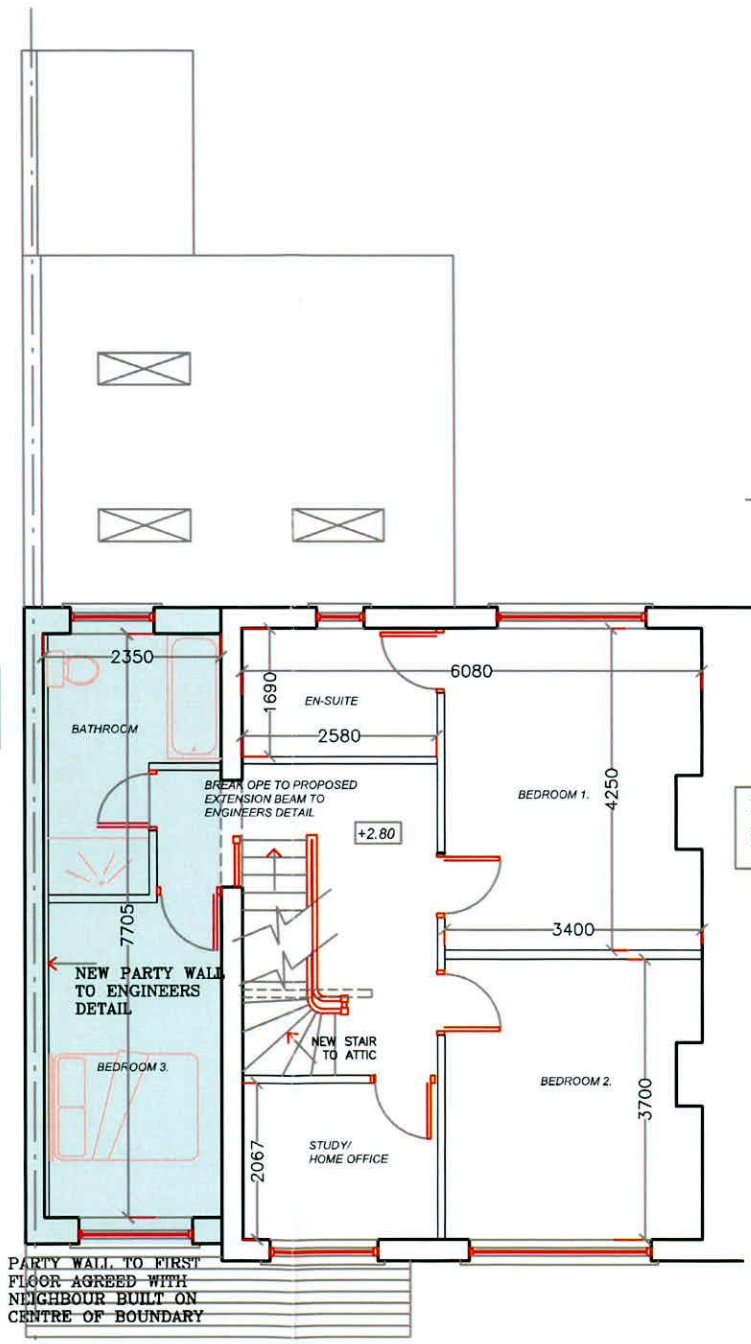 2350
6080
1690
EN-SUITE
BATHROOM
2580
BREAK OPE TO PROPOSED
EXTENSION BEAM TO
ENGINEERS DETAIL
BEDROOM 1.
4250
+2.80
7705
3400
NEW PARTY WALL
TO ENGINEERS
DETAIL
NEW STAIR
TO ATTIC
BEDROOM 3.
BEDROOM 2.
3700
2067
STUDY/
HOME OFFICE
PARTY WALL TO FIRST
FLOOR AGREED WITH
NEIGHBOUR BUILT ON
CENTRE OF BOUNDARY